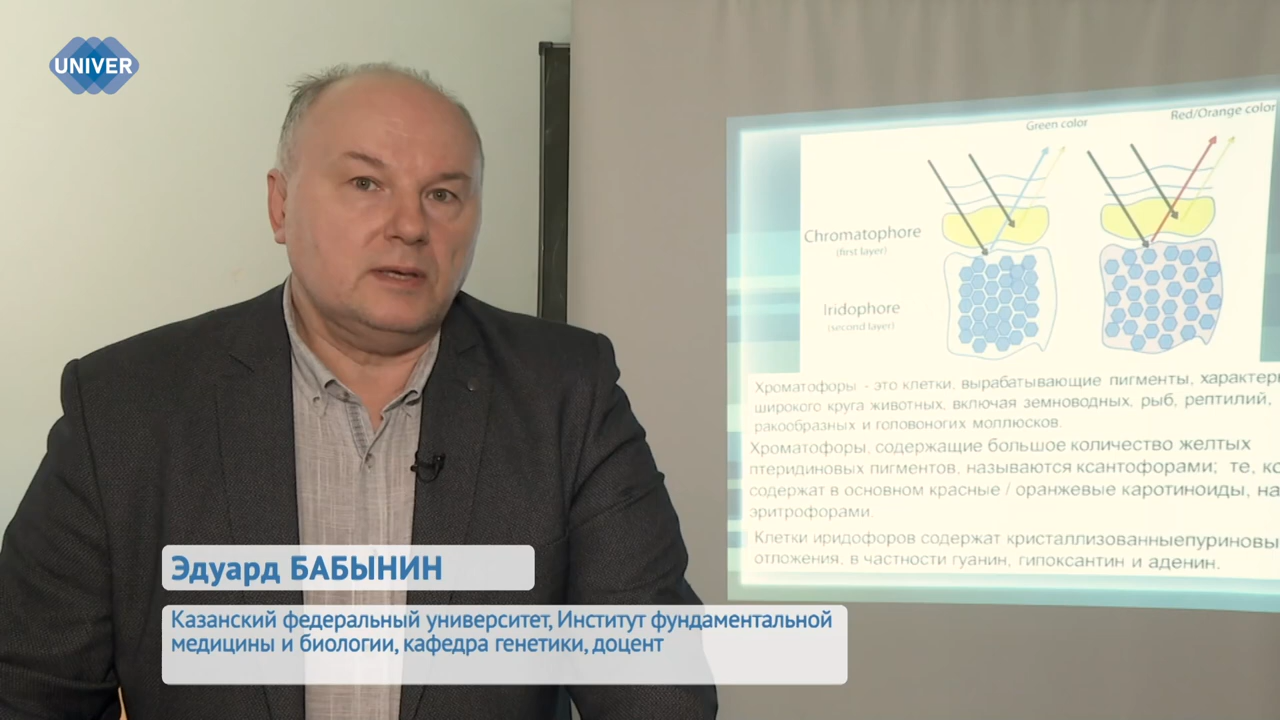 UNIVER
Green color
Red/Orange color
Chromatophore
(first layer)
Iridophore
(second layer)
Хроматофоры - это клетки, вырабатывающие пигменты, характерн
широкого круга животных, включая земноводных, рыб, рептилий,
ракообразных и головоногих моллюсков.
Хроматофоры, содержащие большое количество желтых
птеридиновых пигментов, называются ксантофорами; те, ко
содержат в основном красные / оранжевые каротиноиды, на
эритрофорами.
Клетки иридофоров содержат кристаллизованныепуриновы
отложения, в частности гуанин, гипоксантин и аденин.
Эдуард БАБЫНИН
Казанский федеральный университет, Институт фундаментальной
медицины и биологии, кафедра генетики, доцент